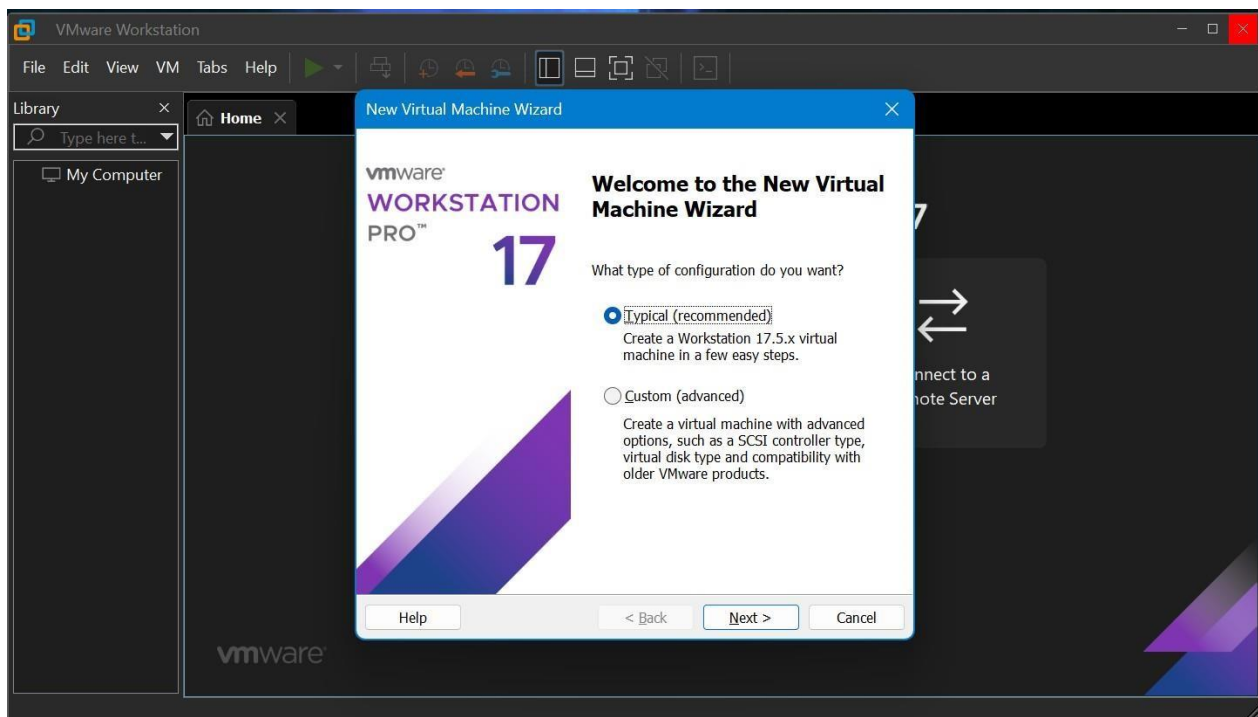 VMware Workstation
File Edit View VM Tabs Help
Library
Type here t...
My Computer
Home
New Virtual Machine Wizard
vmware
WORKSTATION
PRO™
17
Welcome to the New Virtual
Machine Wizard
What type of configuration do you want?
Typical (recommended)
Create a Workstation 17.5.x virtual
machine in a few easy steps.
Custom (advanced)
Create a virtual machine with advanced
options, such as a SCSI controller type,
virtual disk type and compatibility with
older VMware products.
Help
< Back
Next >
Cancel
7
nnect to a
ote Server
vmware